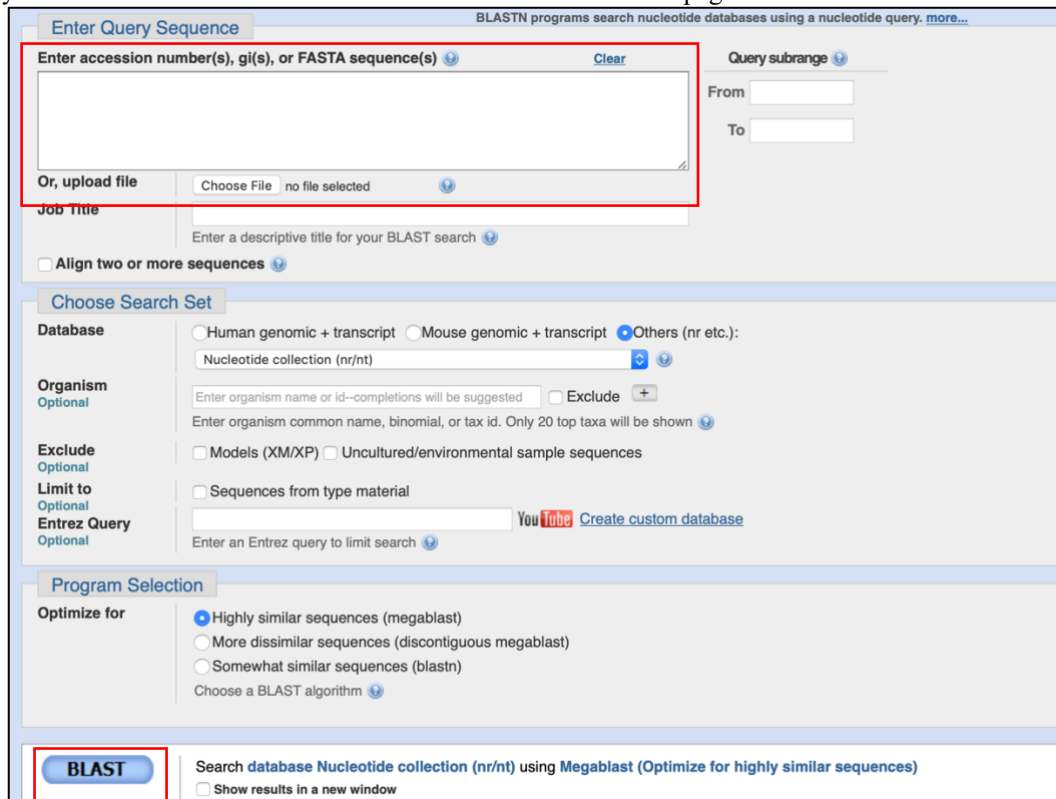 Enter Query Sequence
BLASTN programs search nucleotide databases using a nucleotide query. more...
Enter accession number(s), gi(s), or FASTA sequence(s) Clear Query subrange
From
To
Or, upload file Choose File no file selected
Job Title
Enter a descriptive title for your BLAST search
Align two or more sequences
Choose Search Set
Database Human genomic + transcript Mouse genomic + transcript Others (nr etc.):
Nucleotide collection (nr/nt)
Organism
Optional
Enter organism name or id--completions will be suggested Exclude +
Enter organism common name, binomial, or tax id. Only 20 top taxa will be shown
Exclude Models (XM/XP) Uncultured/environmental sample sequences
Optional
Limit to Sequences from type material
Optional
Entrez Query YouTube Create custom database
Optional Enter an Entrez query to limit search
Program Selection
Optimize for Highly similar sequences (megablast)
More dissimilar sequences (discontiguous megablast)
Somewhat similar sequences (blastn)
Choose a BLAST algorithm
BLAST Search database Nucleotide collection (nr/nt) using Megablast (Optimize for highly similar sequences)
Show results in a new window